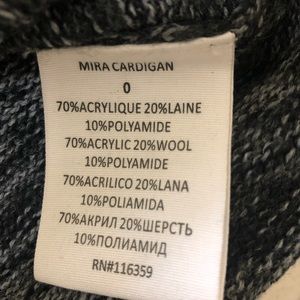 MIRA CARDIGAN
0
70%ACRYLIQUE 20%LAINE
10%POLYAMIDE
70%ACRYLIC 20%WOOL
10%POLYAMIDE
70%ACRILICO 20%LANA
10%POLIAMIDA
70%АКРИЛ 20%ШЕРСТЬ
10%ПОЛИАМИД
RN#116359